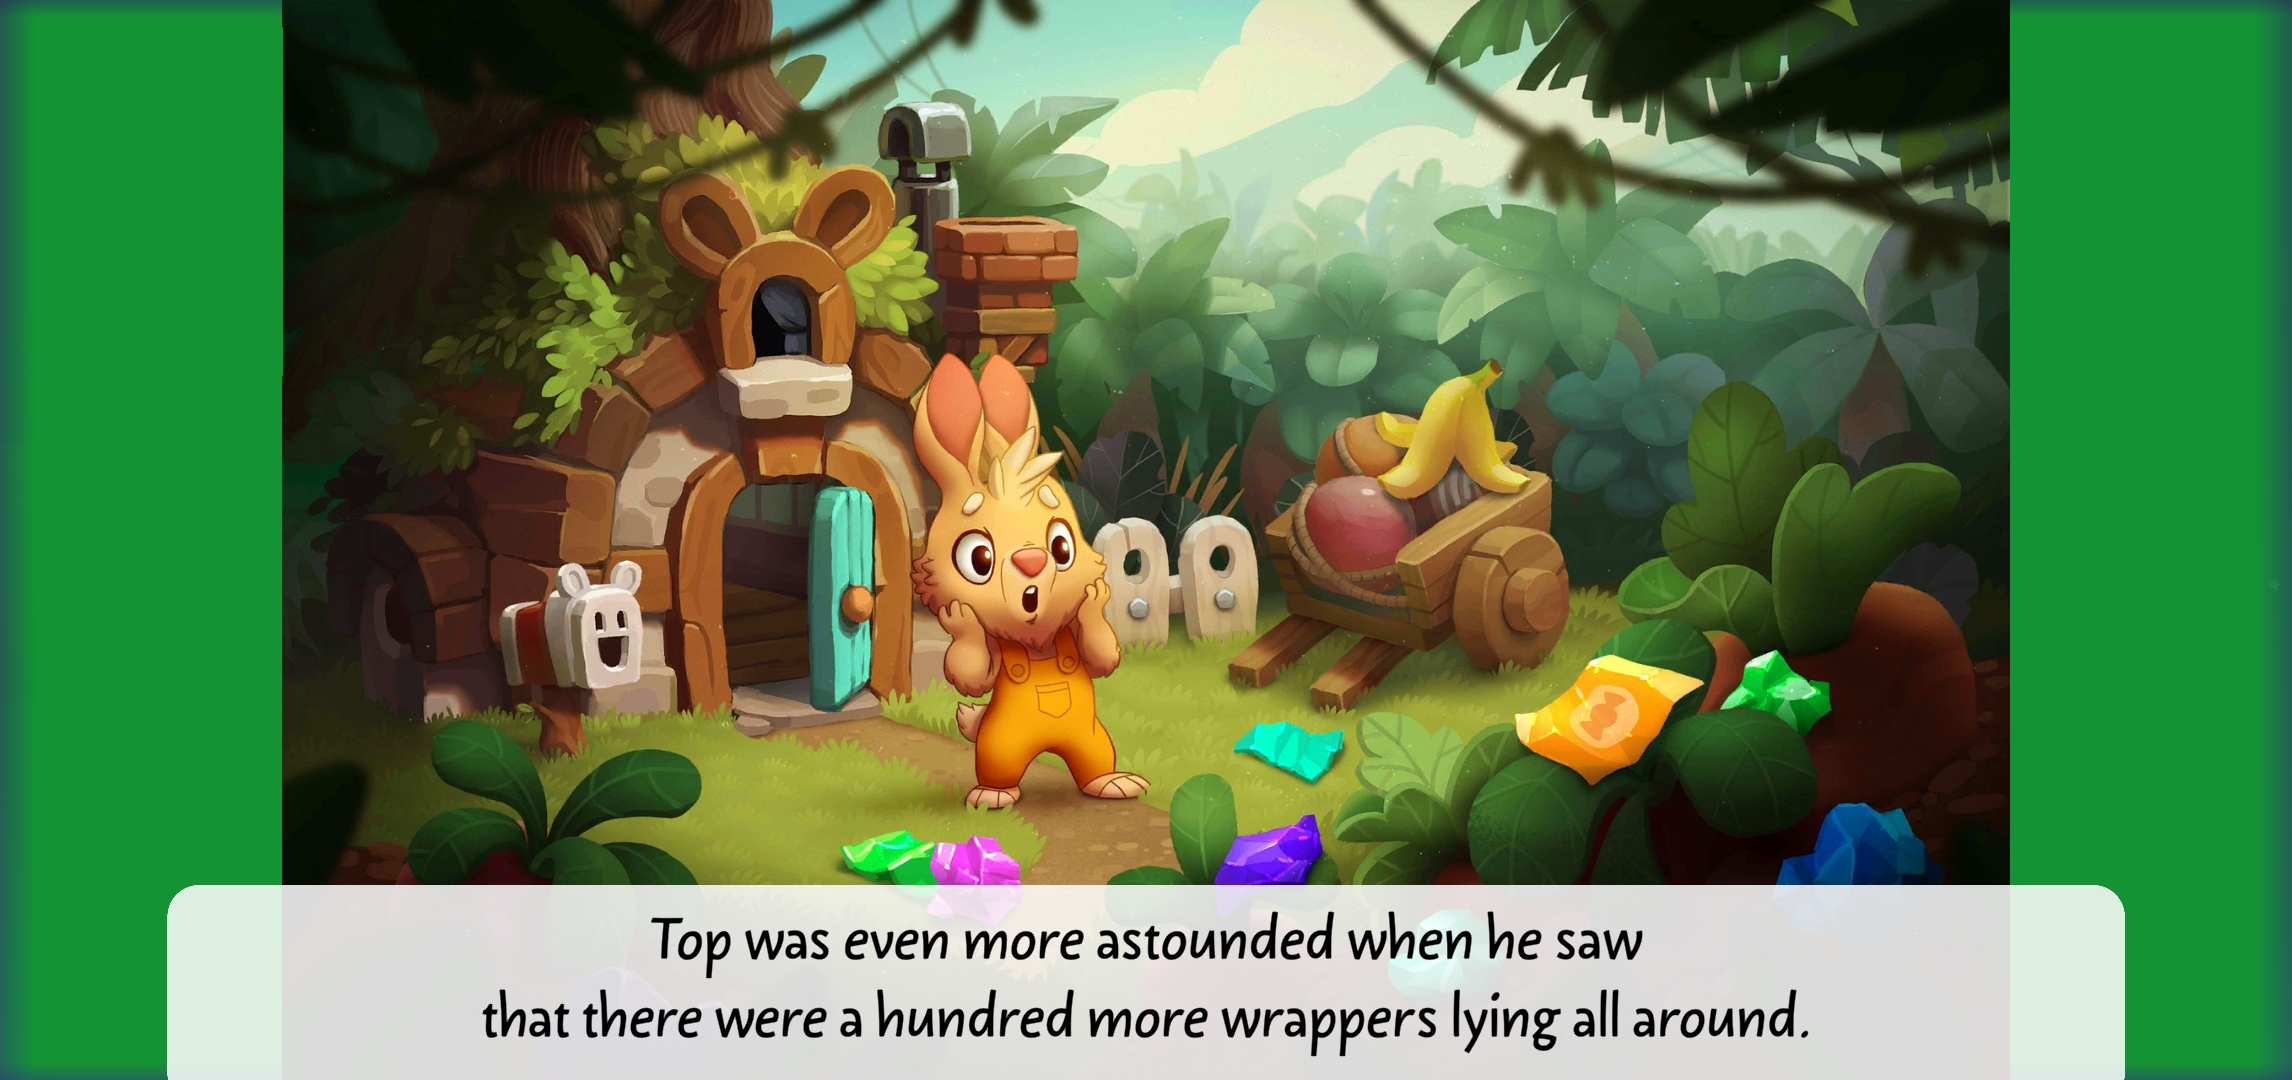 Top was even more astounded when he saw
that there were a hundred more wrappers lying all around.